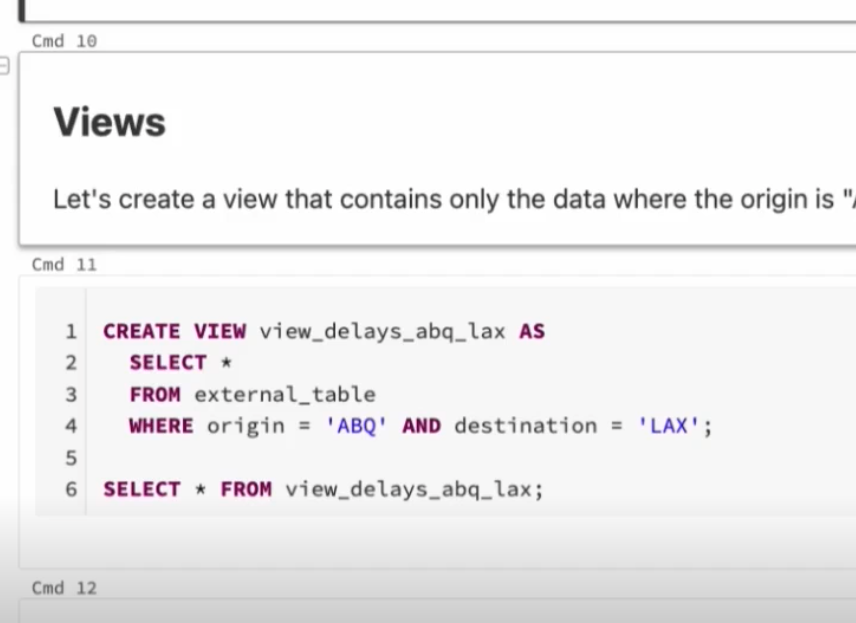 Cmd 10
Views
Let's create a view that contains only the data where the origin is "
Cmd 11
1 CREATE VIEW view_delays_abq_lax AS
2 SELECT *
3 FROM external_table
4 WHERE origin = 'ABQ' AND destination = 'LAX';
5
6 SELECT * FROM view_delays_abq_lax;
Cmd 12